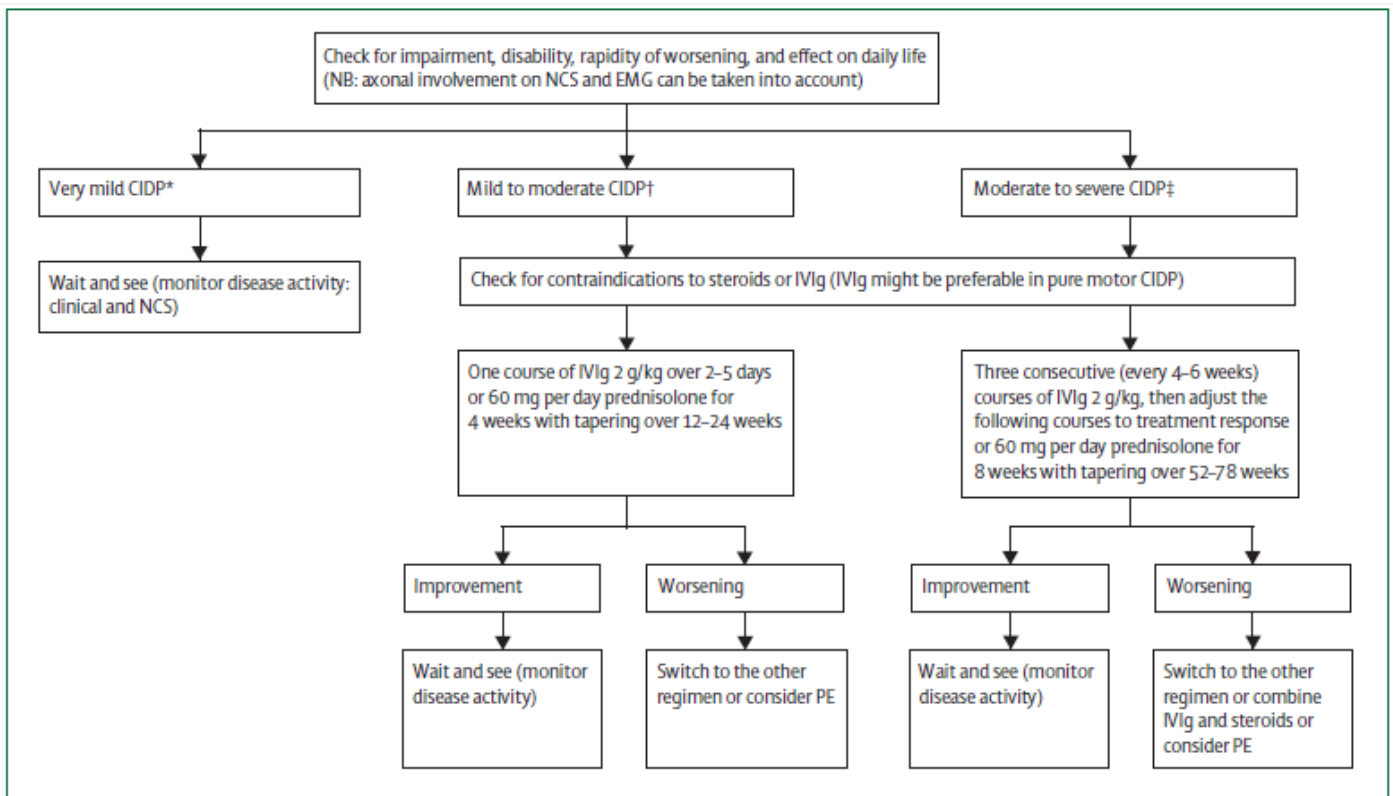 Check for impairment, disability, rapidity of worsening, and effect on daily life
(NB: axonal involvement on NCS and EMG can be taken into account)
Very mild CIDP*
Mild to moderate CIDP†
Moderate to severe CIDP‡
Wait and see (monitor disease activity:
clinical and NCS)
Check for contraindications to steroids or IVIg (IVIg might be preferable in pure motor CIDP)
One course of IVIg 2 g/kg over 2–5 days
or 60 mg per day prednisolone for
4 weeks with tapering over 12–24 weeks
Three consecutive (every 4–6 weeks)
courses of IVIg 2 g/kg, then adjust the
following courses to treatment response
or 60 mg per day prednisolone for
8 weeks with tapering over 52–78 weeks
Improvement
Worsening
Improvement
Worsening
Wait and see (monitor
disease activity)
Switch to the other
regimen or consider PE
Wait and see (monitor
disease activity)
Switch to the other
regimen or combine
IVIg and steroids or
consider PE